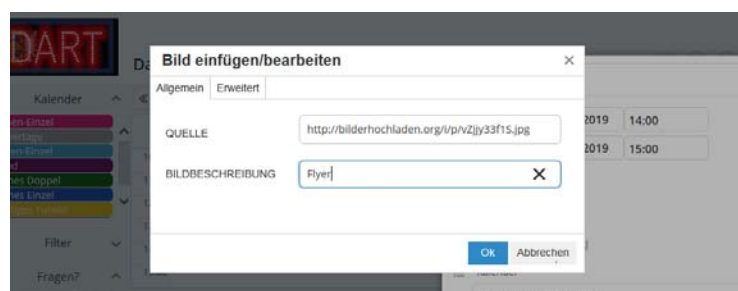 DART
Kalender
Filter
Fragen?
Bild einfügen/bearbeiten
Allgemein Erweitert
QUELLE http://bilderhochladen.org/i/p/vZjjy33f1S.jpg
BILDBESCHREIBUNG Flyer
Ok Abbrechen
2019 14:00
2019 15:00